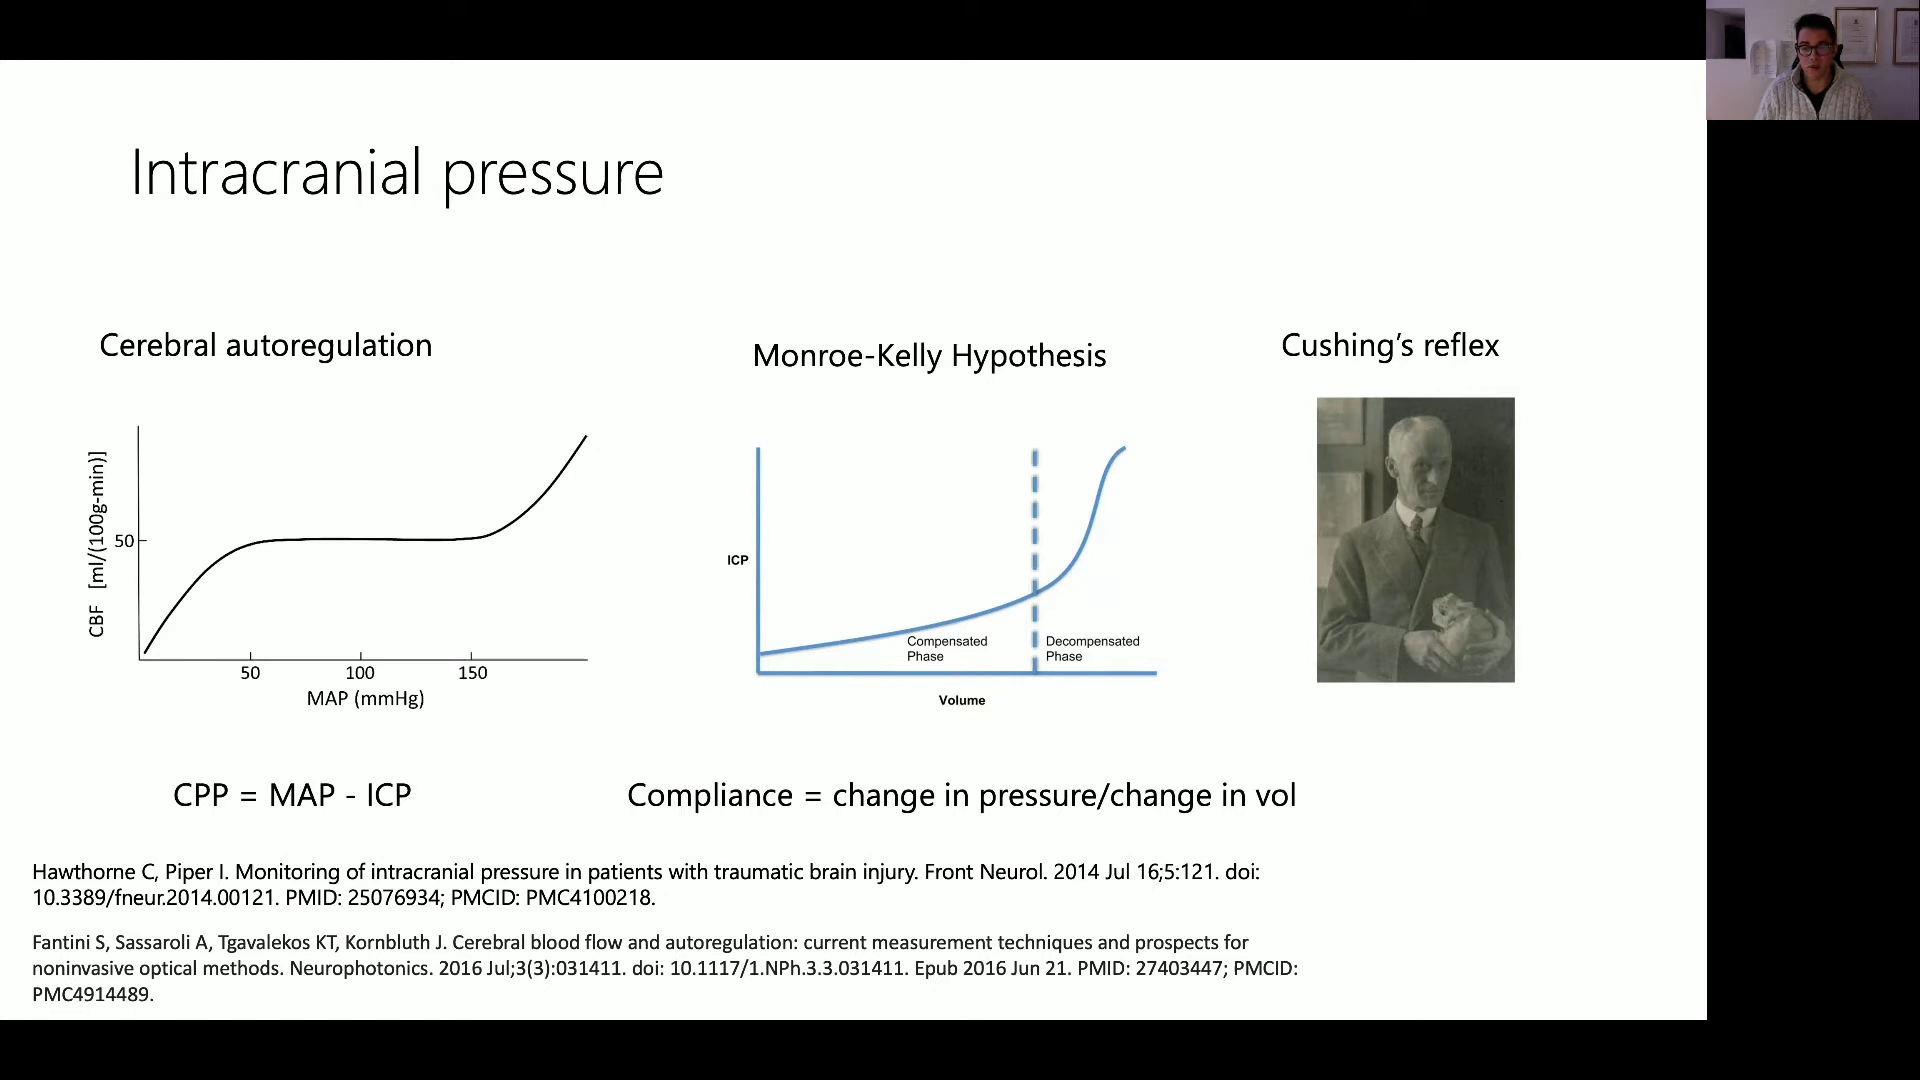 Intracranial pressure
Cerebral autoregulation
CBF [ml/(100g-min)]
50
50 100 150
MAP (mmHg)
CPP = MAP - ICP
Monroe-Kelly Hypothesis
ICP
Compensated
Phase
Decompensated
Phase
Volume
Compliance = change in pressure/change in vol
Cushing’s reflex
Hawthorne C, Piper I. Monitoring of intracranial pressure in patients with traumatic brain injury. Front Neurol. 2014 Jul 16;5:121. doi:
10.3389/fneur.2014.00121. PMID: 25076934; PMCID: PMC4100218.
Fantini S, Sassaroli A, Tgavalekos KT, Kornbluth J. Cerebral blood flow and autoregulation: current measurement techniques and prospects for
noninvasive optical methods. Neurophotonics. 2016 Jul;3(3):031411. doi: 10.1117/1.NPh.3.3.031411. Epub 2016 Jun 21. PMID: 27403447; PMCID:
PMC4914489.